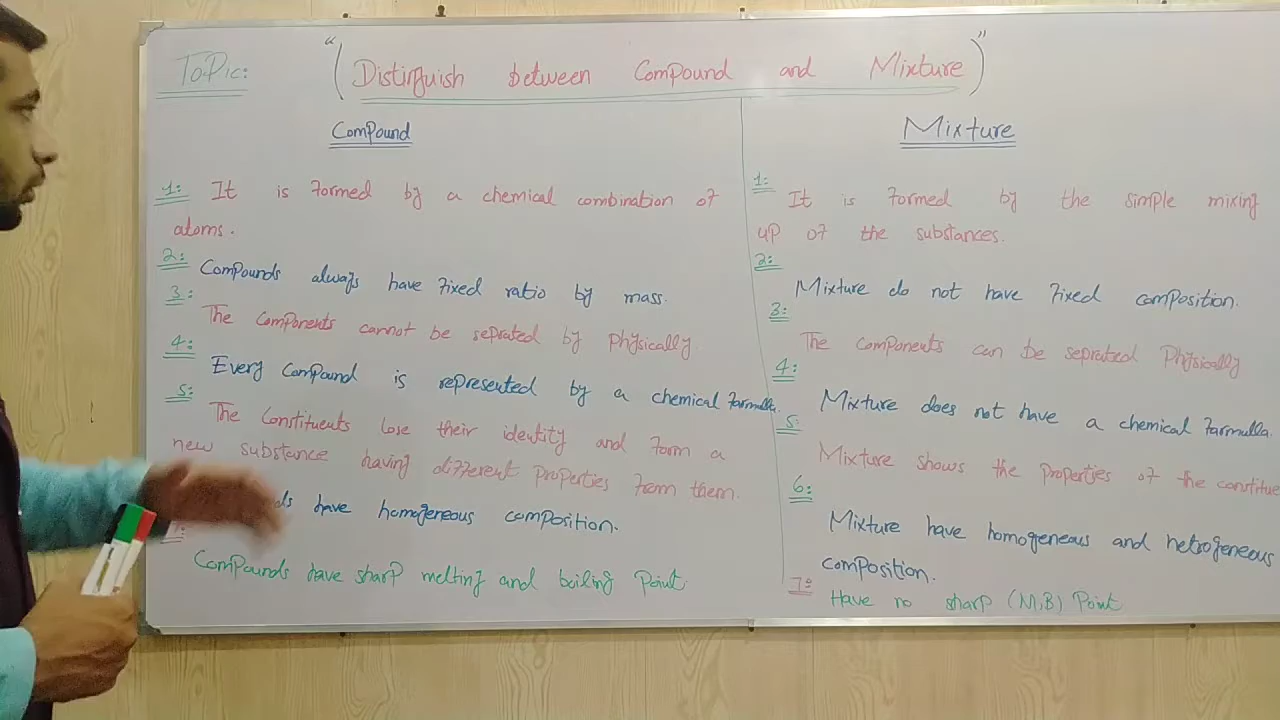 ToPic: "(Distinguish between Compound and Mixture)"
Compound
1: It is formed by a chemical combination of
atoms.
2: Compounds always have fixed ratio by mass.
3: The components cannot be seprated by Physically.
4: Every compound is represented by a chemical farmulla.
5: The Constituents lose their identity and form a
new substance having different Properties from them.
have homogeneous composition.
Compounds have sharp melting and boiling Point
Mixture
1: It is formed by the simple mixing
up of the substances.
2: Mixture do not have fixed composition.
3: The components can be seprated Physically
4: Mixture does not have a chemical farmulla.
5: Mixture shows the properties of the constitue
6: Mixture have homogeneous and hetrogeneous
composition.
7: Have no sharp (M,B) Point